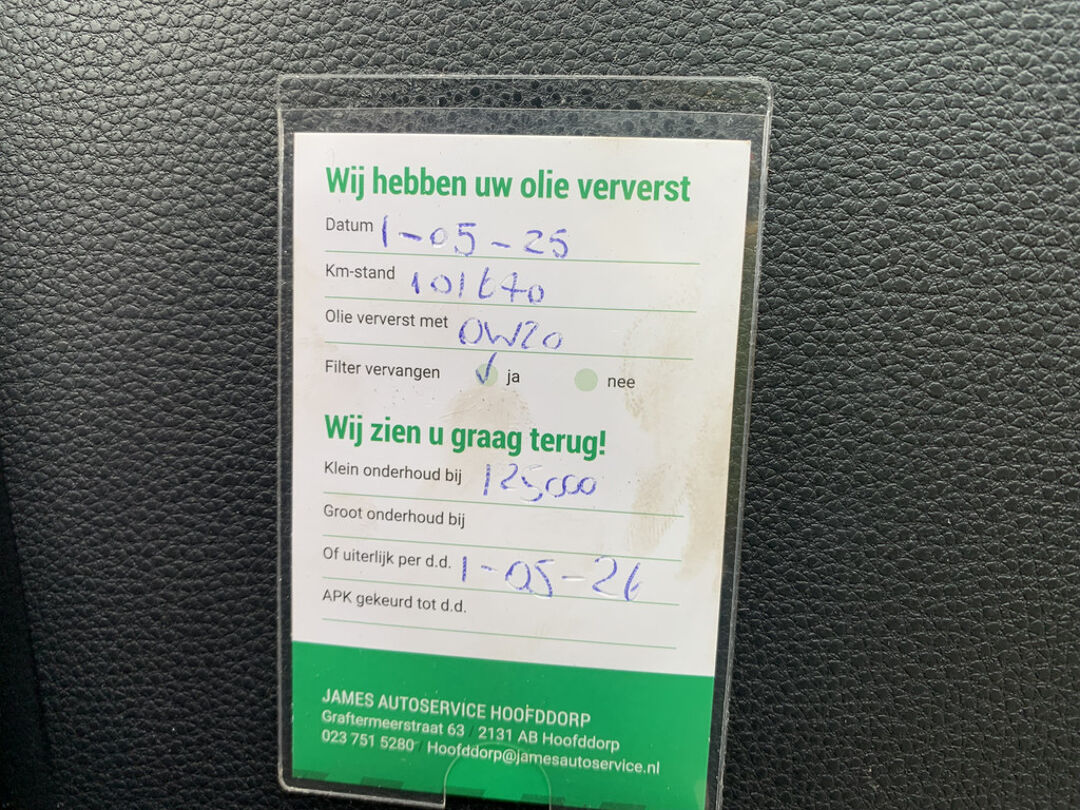 Wij hebben uw olie ververst
Datum 1-05-25
Km-stand 101670
Olie ververst met 0W20
Filter vervangen ✓ ja nee
Wij zien u graag terug!
Klein onderhoud bij 125000
Groot onderhoud bij
Of uiterlijk per d.d. 1-05-26
APK gekeurd tot d.d.
JAMES AUTOSERVICE HOOFDDORP
Graftermeerstraat 63 / 2131 AB Hoofddorp
023 751 5280 / Hoofddorp@jamesautoservice.nl